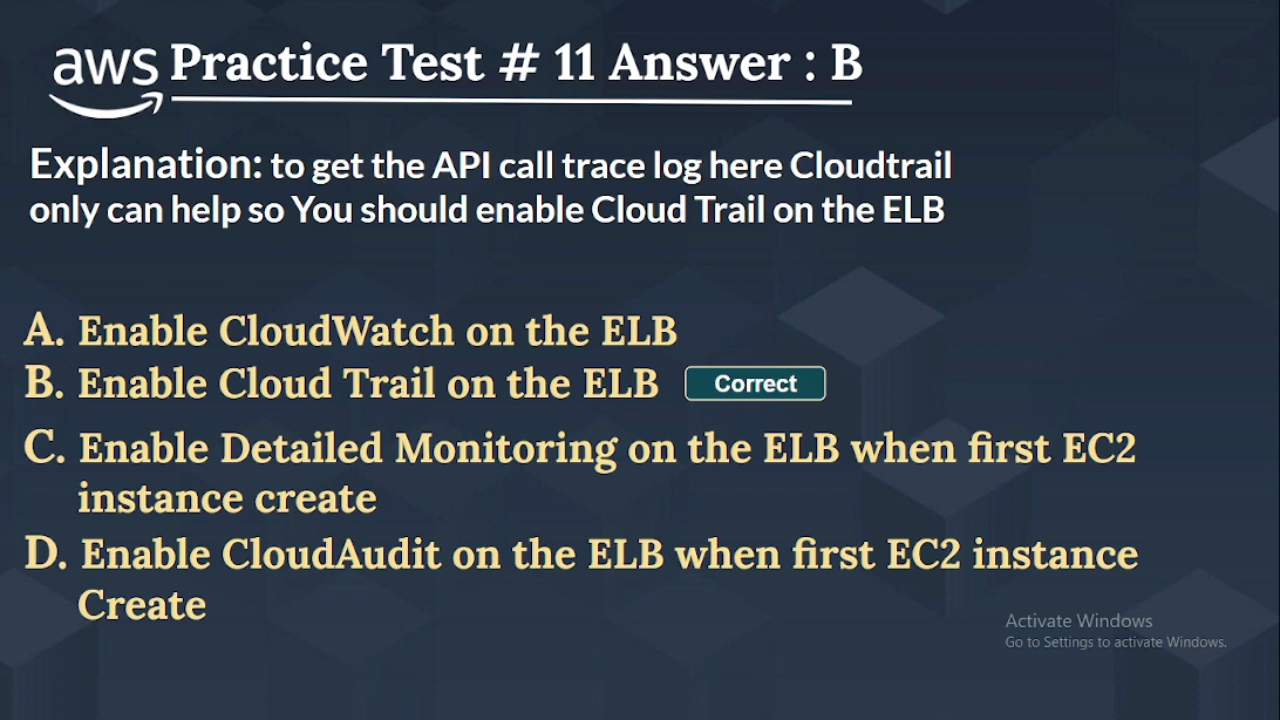 aws Practice Test # 11 Answer : B
Explanation: to get the API call trace log here Cloudtrail
only can help so You should enable Cloud Trail on the ELB
A. Enable CloudWatch on the ELB
B. Enable Cloud Trail on the ELB Correct
C. Enable Detailed Monitoring on the ELB when first EC2
instance create
D. Enable CloudAudit on the ELB when first EC2 instance
Create
Activate Windows
Go to Settings to activate Windows.